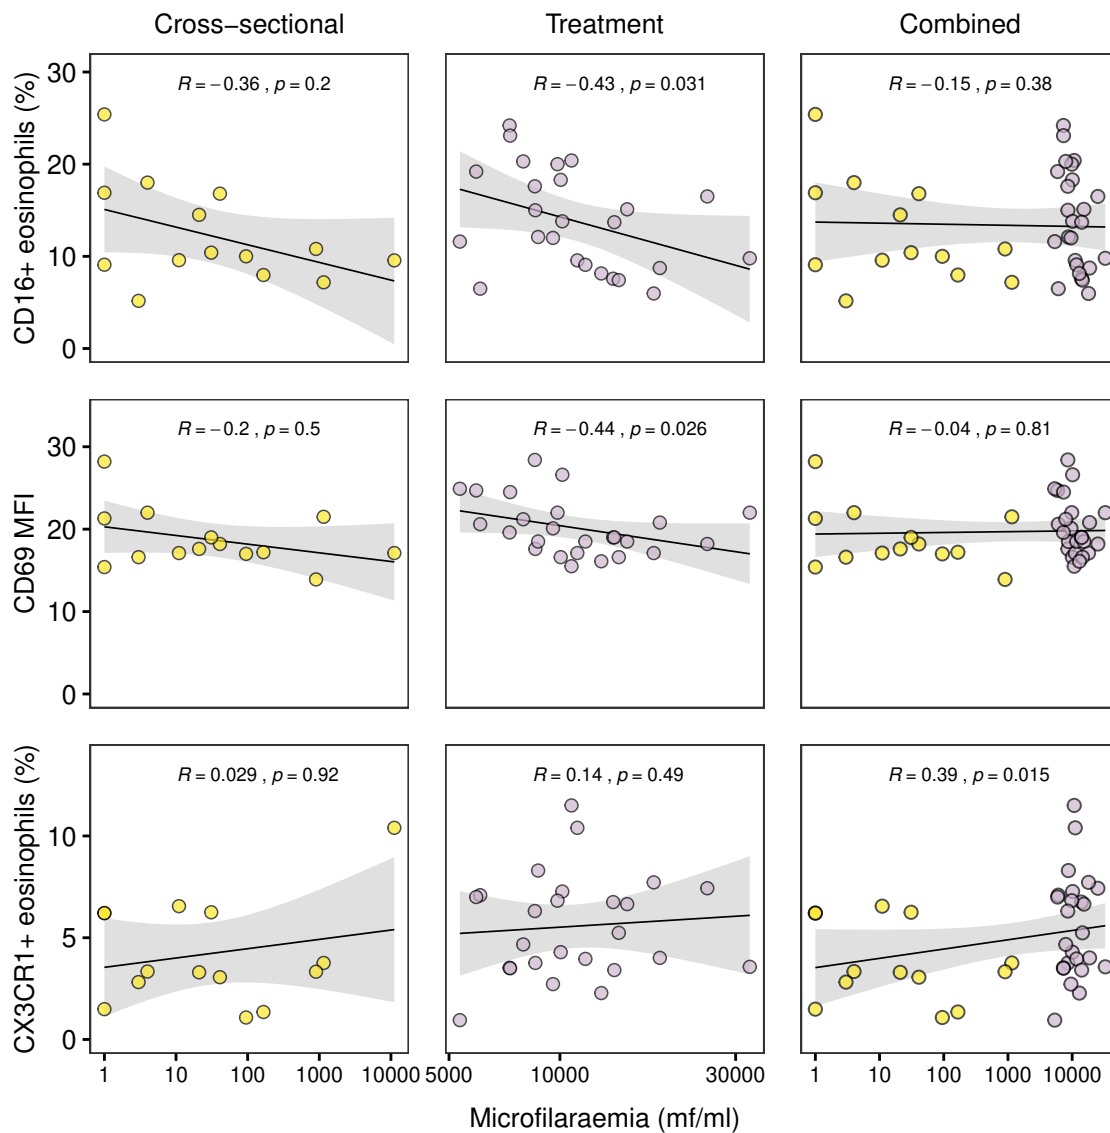 Cross−sectional
Treatment
Combined
CD16+ eosinophils (%)
30
20
10
0
R = −0.36 , p = 0.2
R = −0.43 , p = 0.031
R = −0.15 , p = 0.38
CD69 MFI
30
20
10
0
R = −0.2 , p = 0.5
R = −0.44 , p = 0.026
R = −0.04 , p = 0.81
CX3CR1+ eosinophils (%)
10
5
0
R = 0.029 , p = 0.92
R = 0.14 , p = 0.49
R = 0.39 , p = 0.015
1 10 100 1000 10000
5000 10000 30000
1 10 100 1000 10000
Microfilaraemia (mf/ml)